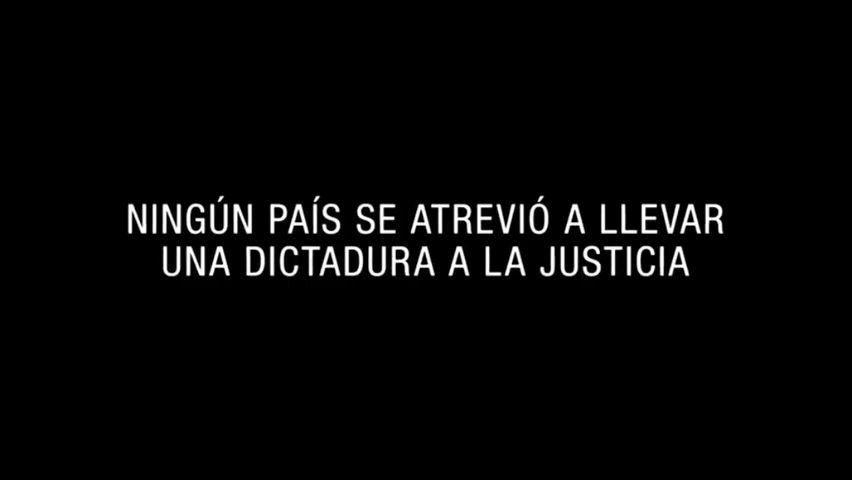 NINGÚN PAÍS SE ATREVIÓ A LLEVAR
UNA DICTADURA A LA JUSTICIA